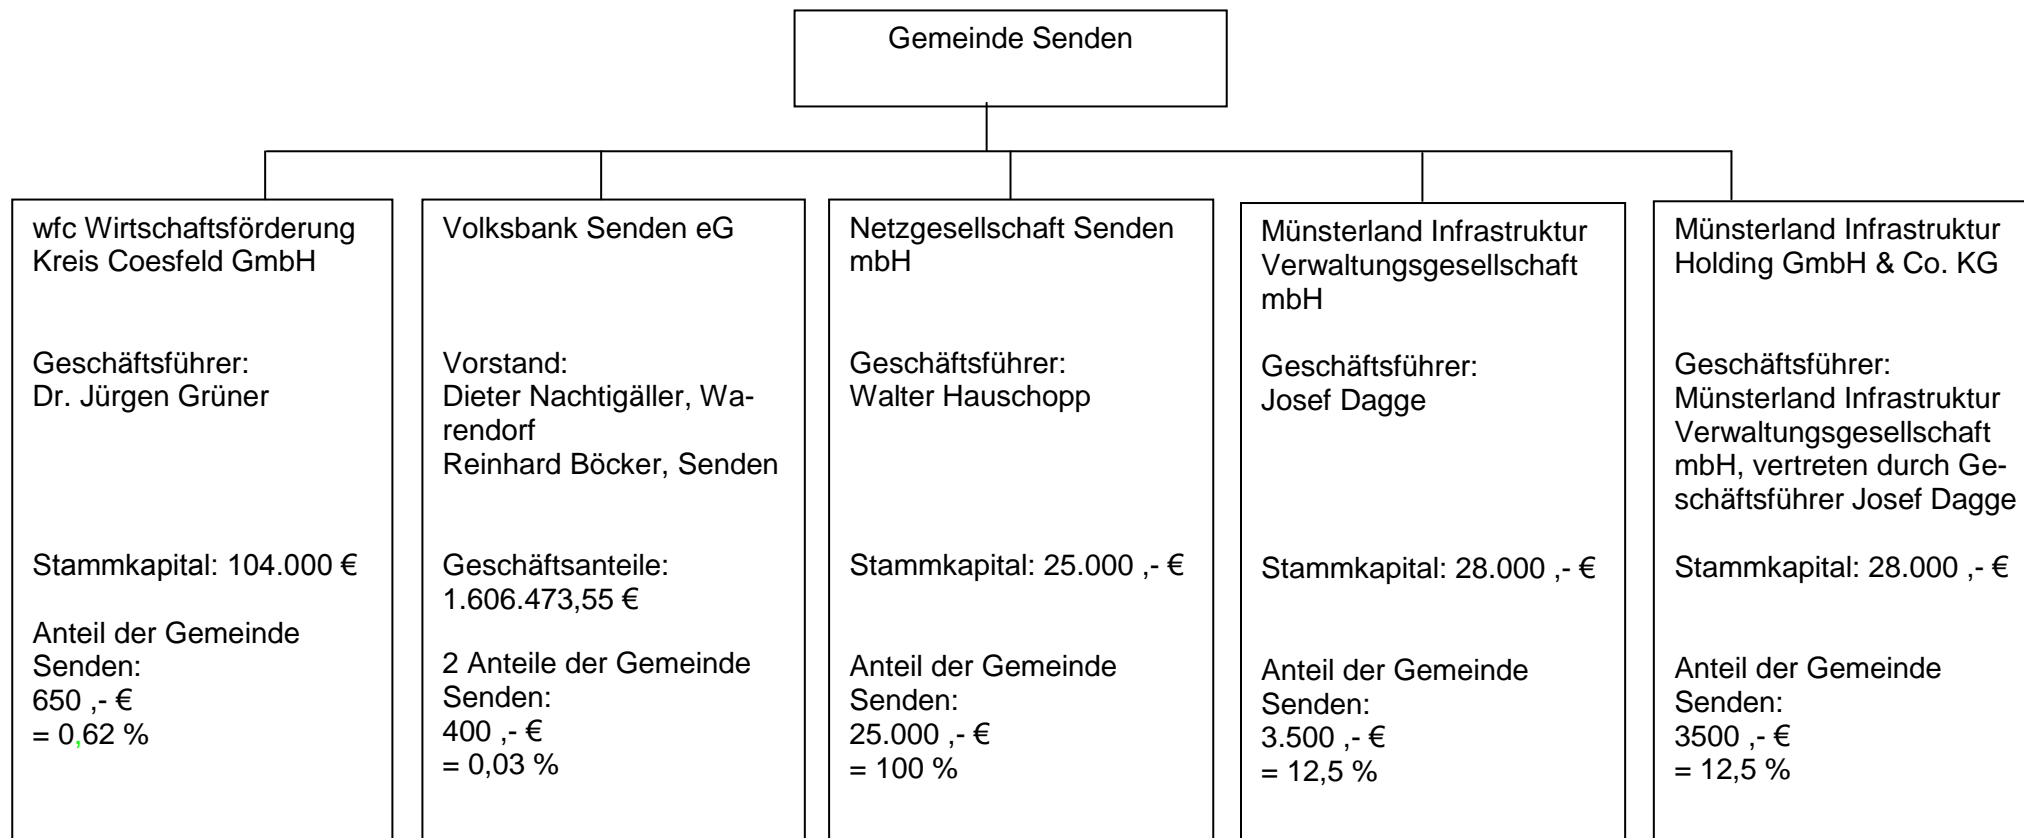 Gemeinde Senden
wfc Wirtschaftsförderung
Kreis Coesfeld GmbH
Geschäftsführer:
Dr. Jürgen Grüner
Stammkapital: 104.000 €
Anteil der Gemeinde
Senden:
650 ,- €
= 0,62 %
Volksbank Senden eG
Vorstand:
Dieter Nachtigäller, Wa-
rendorf
Reinhard Böcker, Senden
Geschäftsanteile:
1.606.473,55 €
2 Anteile der Gemeinde
Senden:
400 ,- €
= 0,03 %
Netzgesellschaft Senden
mbH
Geschäftsführer:
Walter Hauschopp
Stammkapital: 25.000 ,- €
Anteil der Gemeinde
Senden:
25.000 ,- €
= 100 %
Münsterland Infrastruktur
Verwaltungsgesellschaft
mbH
Geschäftsführer:
Josef Dagge
Stammkapital: 28.000 ,- €
Anteil der Gemeinde
Senden:
3.500 ,- €
= 12,5 %
Münsterland Infrastruktur
Holding GmbH & Co. KG
Geschäftsführer:
Münsterland Infrastruktur
Verwaltungsgesellschaft
mbH, vertreten durch Ge-
schäftsführer Josef Dagge
Stammkapital: 28.000 ,- €
Anteil der Gemeinde
Senden:
3500 ,- €
= 12,5 %